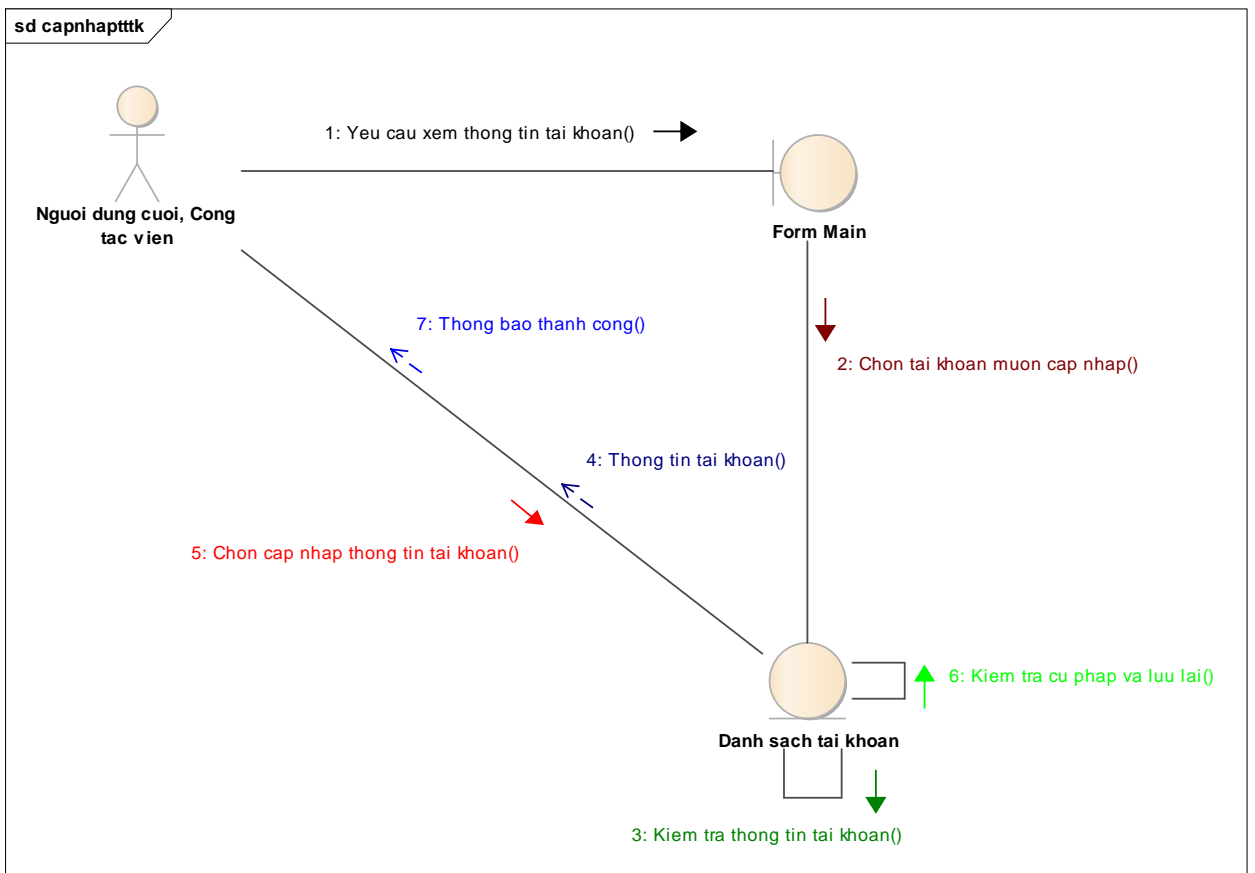 sd capnhaptttk
1: Yeu cau xem thong tin tai khoan()
Nguoi dung cuoi, Cong
tac vien
Form Main
7: Thong bao thanh cong()
2: Chon tai khoan muon cap nhap()
4: Thong tin tai khoan()
5: Chon cap nhap thong tin tai khoan()
6: Kiem tra cu phap va luu lai()
Danh sach tai khoan
3: Kiem tra thong tin tai khoan()